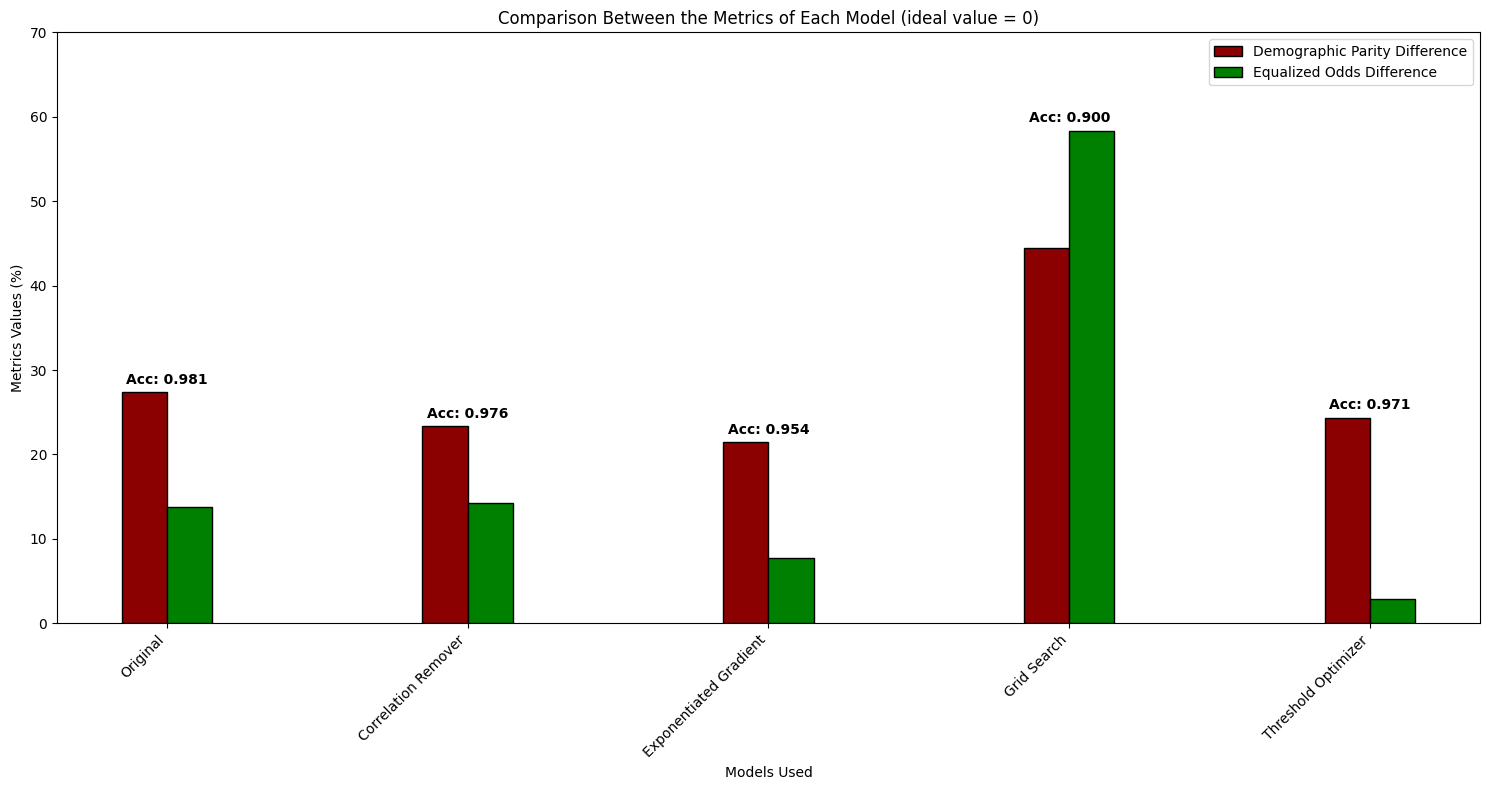 Comparison Between the Metrics of Each Model (ideal value = 0)
Demographic Parity Difference
Equalized Odds Difference
Metrics Values (%)
70
60
50
40
30
20
10
0
Acc: 0.981
Acc: 0.976
Acc: 0.954
Acc: 0.900
Acc: 0.971
Original
Correlation Remover
Exponentiated Gradient
Grid Search
Threshold Optimizer
Models Used